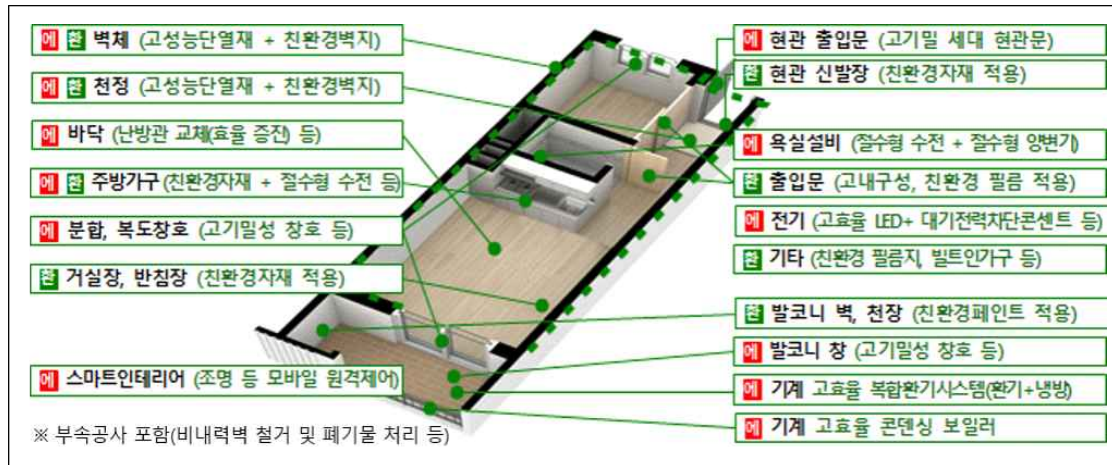 에 환 벽체 (고성능단열재 + 친환경벽지)
에 환 천정 (고성능단열재 + 친환경벽지)
에 바닥 (난방관 교체(효율 증진) 등)
에 환 주방가구(친환경자재 + 절수형 수전 등)
에 분합, 복도창호 (고기밀성 창호 등)
환 거실장, 반침장 (친환경자재 적용)
에 스마트인테리어 (조명 등 모바일 원격제어)
※ 부속공사 포함(비내력벽 철거 및 폐기물 처리 등)
에 현관 출입문 (고기밀 세대 현관문)
환 현관 신발장 (친환경자재 적용)
에 욕실설비 (절수형 수전 + 절수형 양변기)
환 출입문 (고내구성, 친환경 필름 적용)
에 전기 (고효율 LED+ 대기전력차단콘센트 등)
환 기타 (친환경 필름지, 빌트인가구 등)
환 발코니 벽, 천장 (친환경페인트 적용)
에 발코니 창 (고기밀성 창호 등)
에 기계 고효율 복합환기시스템(환기+냉방)
에 기계 고효율 콘덴싱 보일러